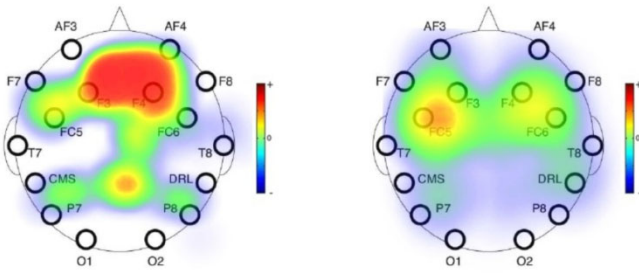 AF3 AF4
F7 F3 F4 F8
FC5 FC6
T7 T8
CMS DRL
P7 P8
O1 O2
+
0
-
AF3 AF4
F7 F3 F4 F8
FC5 FC6
T7 T8
CMS DRL
P7 P8
O1 O2
+
0
-